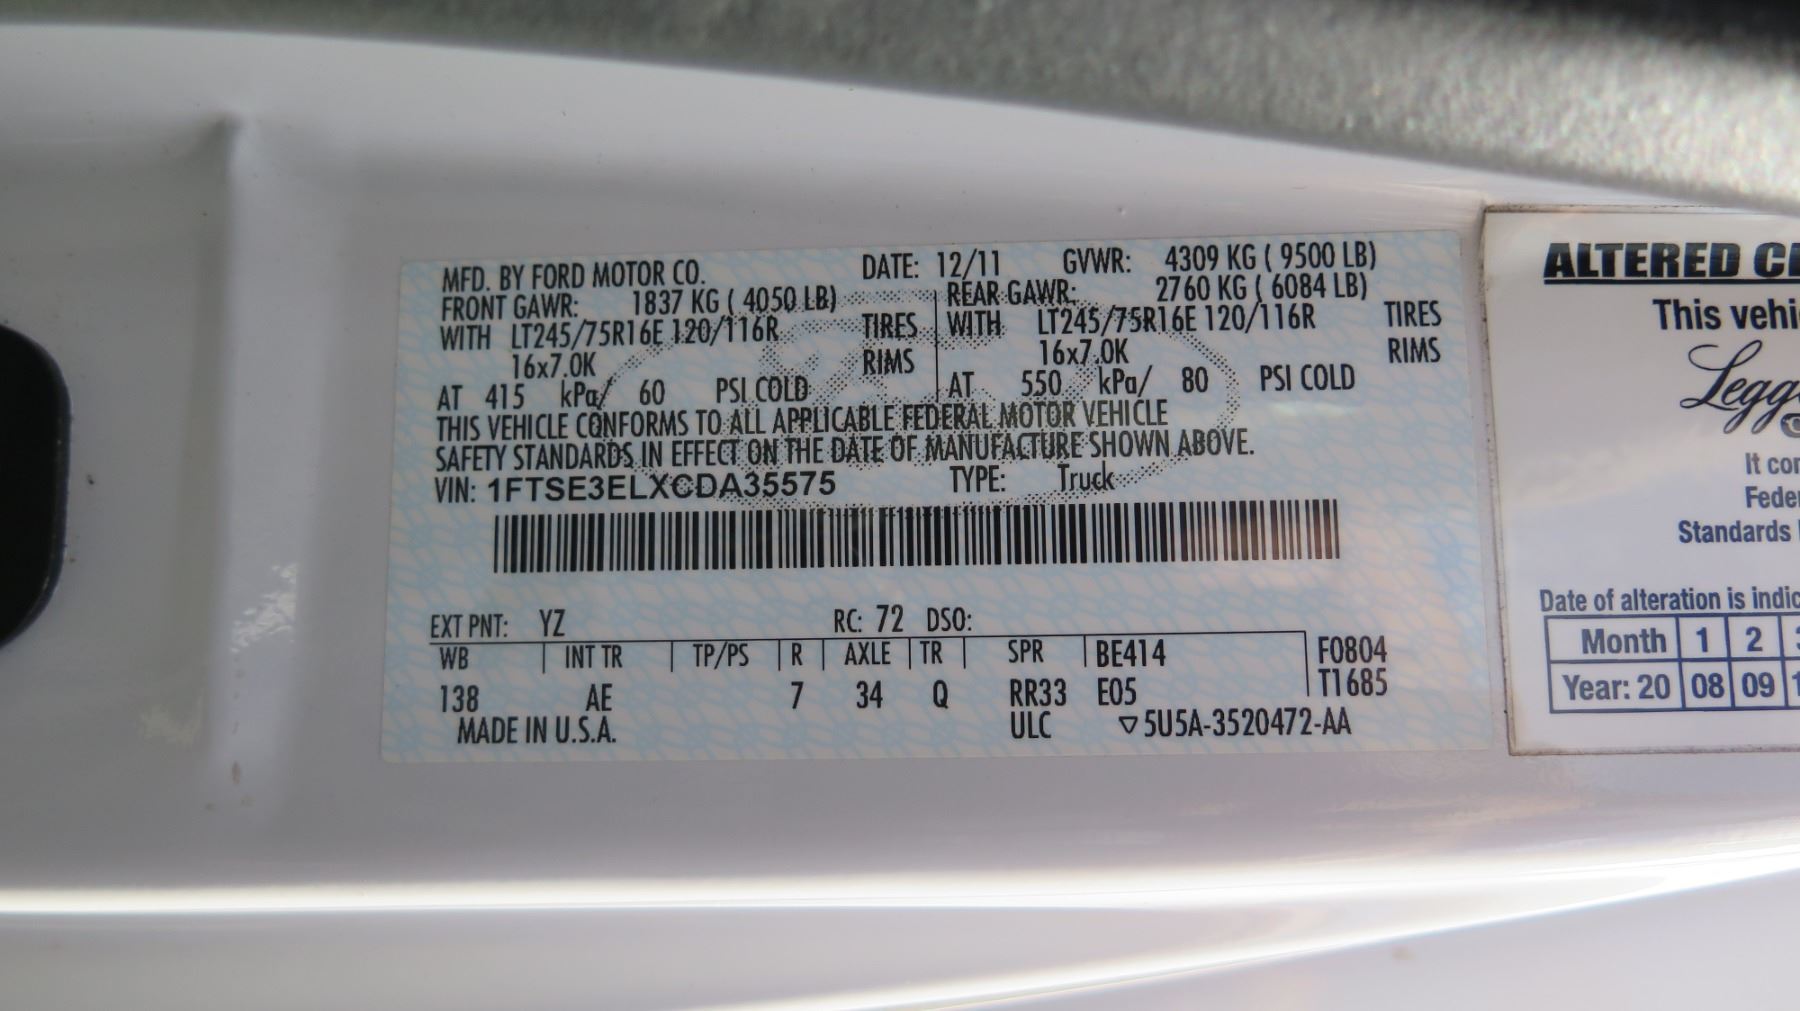 MFD. BY FORD MOTOR CO. DATE: 12/11 GVWR: 4309 KG ( 9500 LB)
FRONT GAWR: 1837 KG ( 4050 LB) REAR GAWR: 2760 KG ( 6084 LB)
WITH LT245/75R16E 120/116R TIRES WITH LT245/75R16E 120/116R TIRES
16x7.0K RIMS 16x7.0K RIMS
AT 415 kPa/ 60 PSI COLD AT 550 kPa/ 80 PSI COLD
THIS VEHICLE CONFORMS TO ALL APPLICABLE FEDERAL MOTOR VEHICLE
SAFETY STANDARDS IN EFFECT ON THE DATE OF MANUFACTURE SHOWN ABOVE.
VIN: 1FTSE3ELXCDA35575 TYPE: Truck
EXT PNT: YZ RC: 72 DSO:
WB INT TR TP/PS R AXLE TR SPR BE414 F0804
138 AE 7 34 Q RR33 E05 T1685
MADE IN U.S.A. ULC ▽5U5A-3520472-AA
ALTERED
This
It
Standards
Date of alteration is
Month 1 2
Year: 20 08 09